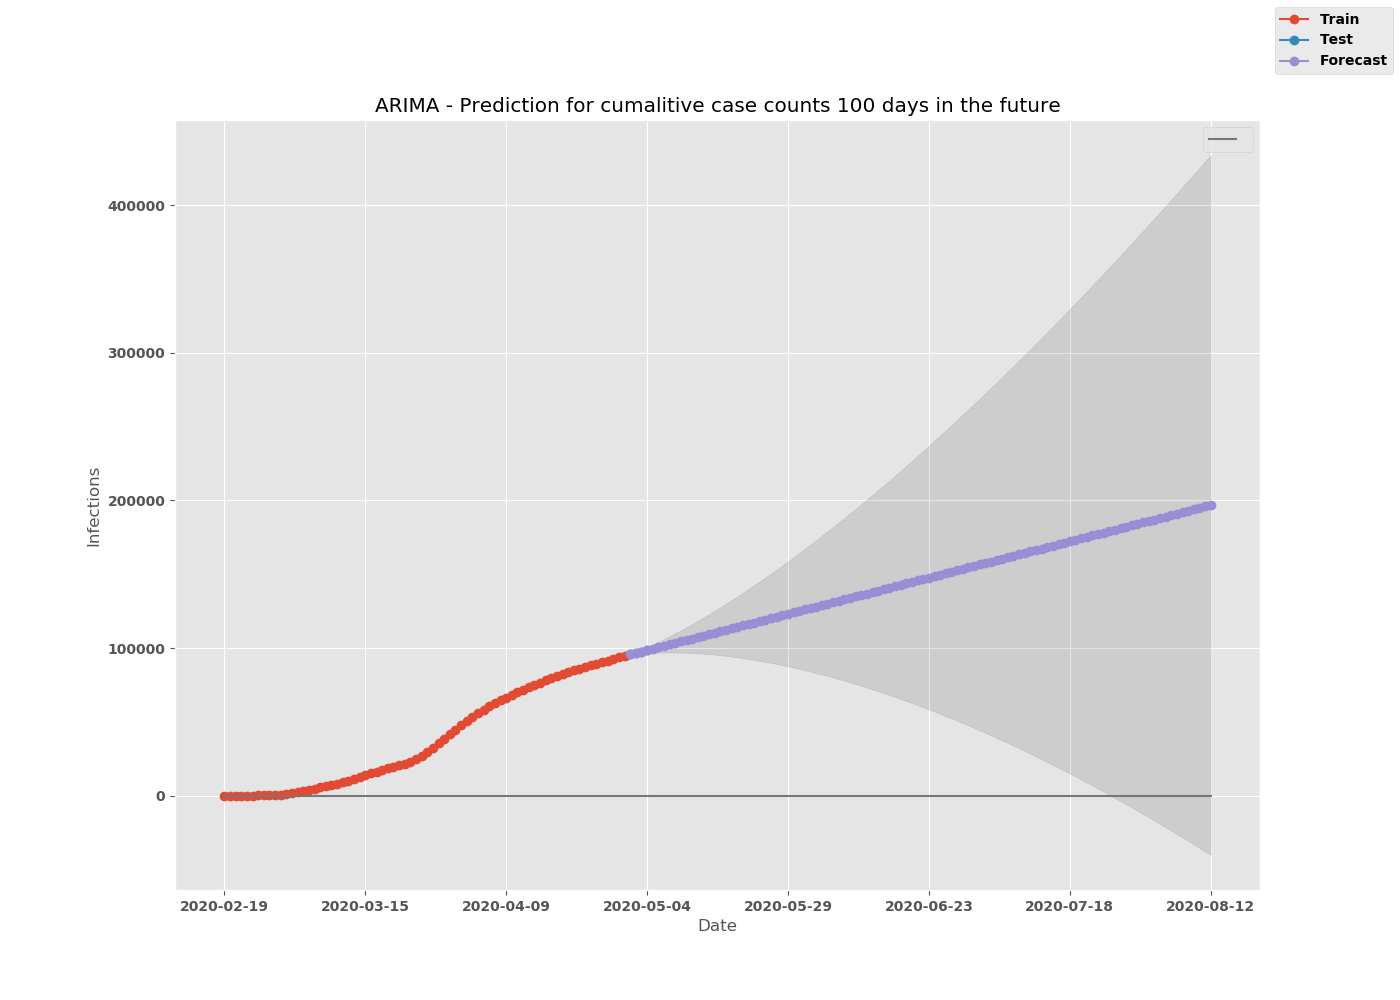 Train
Test
Forecast
ARIMA - Prediction for cumalitive case counts 100 days in the future
400000
300000
200000
100000
0
Infections
2020-02-19 2020-03-15 2020-04-09 2020-05-04 2020-05-29 2020-06-23 2020-07-18 2020-08-12
Date